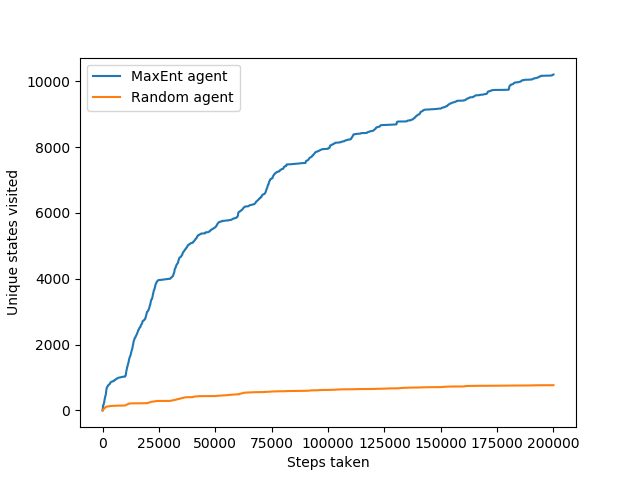 MaxEnt agent
Random agent
10000
8000
6000
4000
2000
0
Unique states visited
0 25000 50000 75000 100000 125000 150000 175000 200000
Steps taken